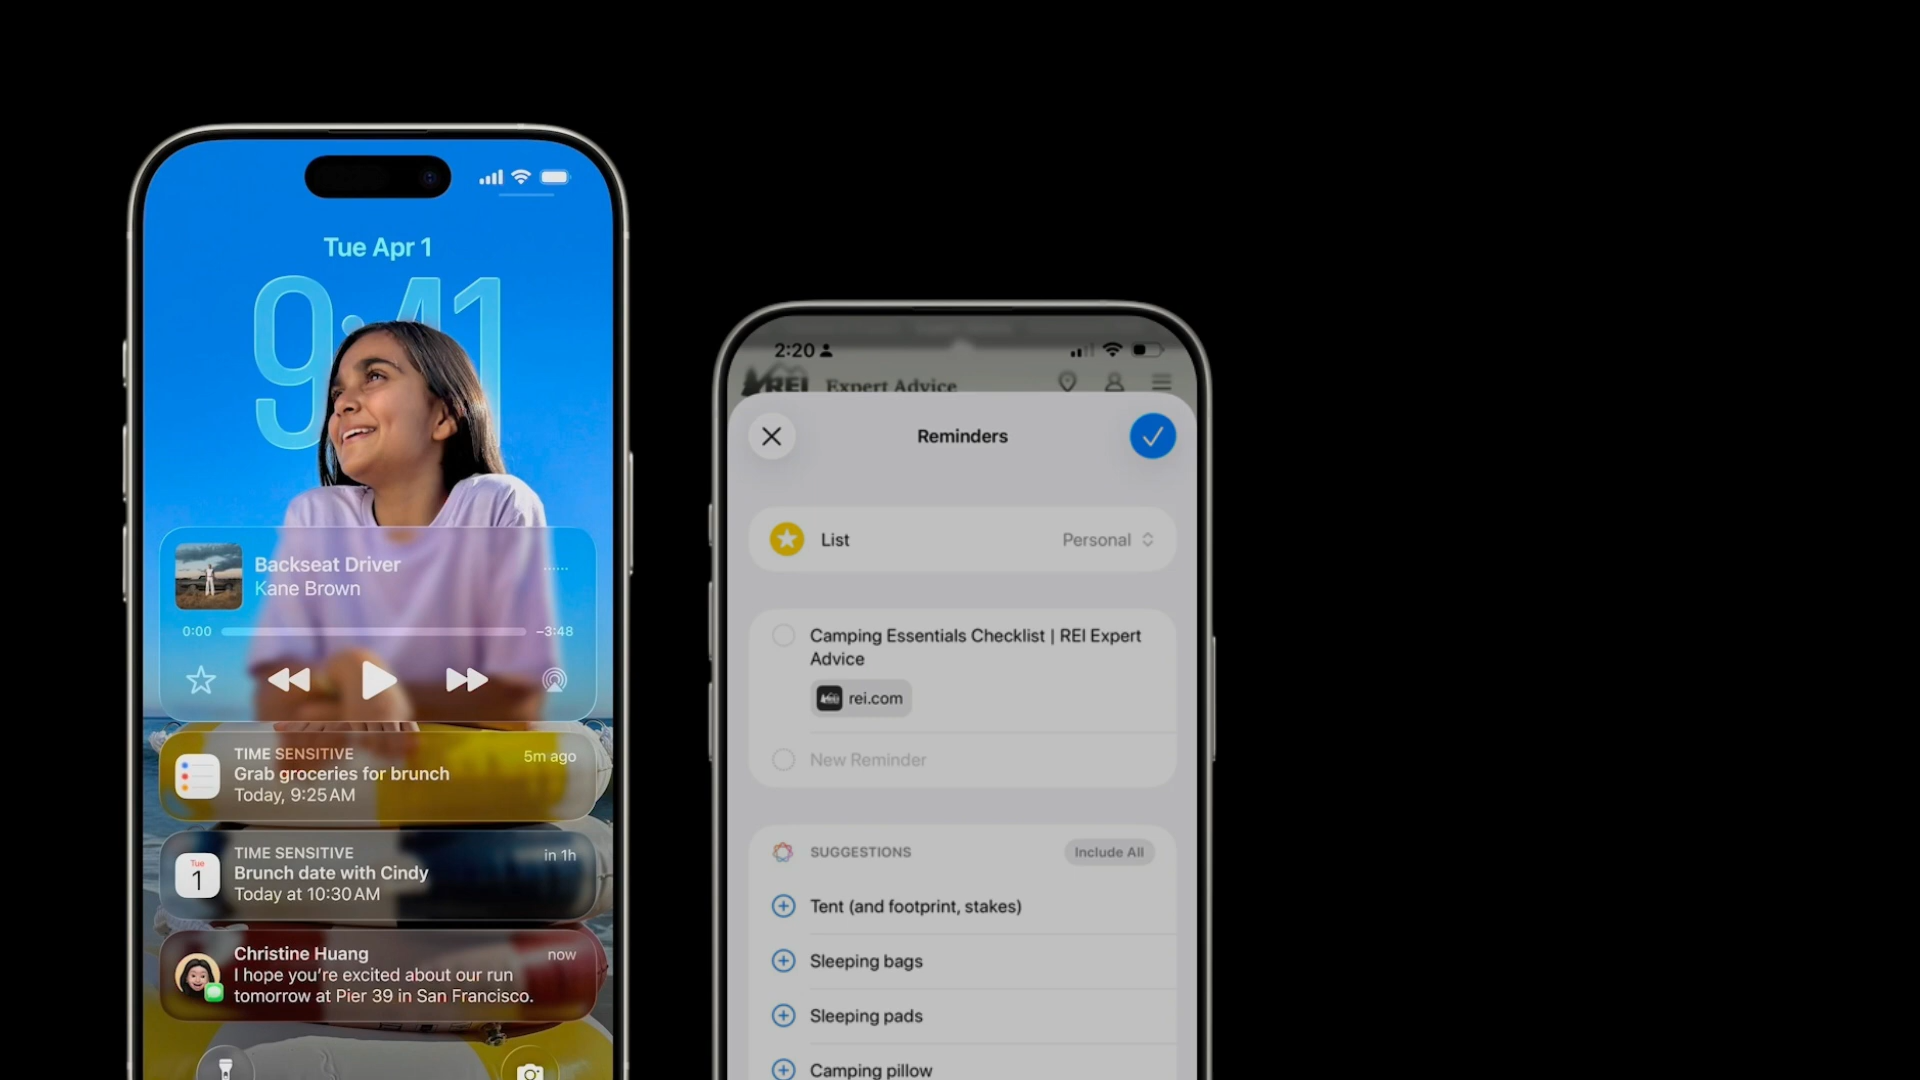 Tue Apr 1
9:41
Backseat Driver
Kane Brown
0:00
−3:48
TIME SENSITIVE
5m ago
Grab groceries for brunch
Today, 9:25 AM
Tue
1
TIME SENSITIVE
in 1h
Brunch date with Cindy
Today at 10:30 AM
Christine Huang
now
I hope you’re excited about our run
tomorrow at Pier 39 in San Francisco.
2:20
REI Expert Advice
Reminders
List
Personal
Camping Essentials Checklist | REI Expert
Advice
rei.com
New Reminder
SUGGESTIONS
Include All
Tent (and footprint, stakes)
Sleeping bags
Sleeping pads
Camping pillow